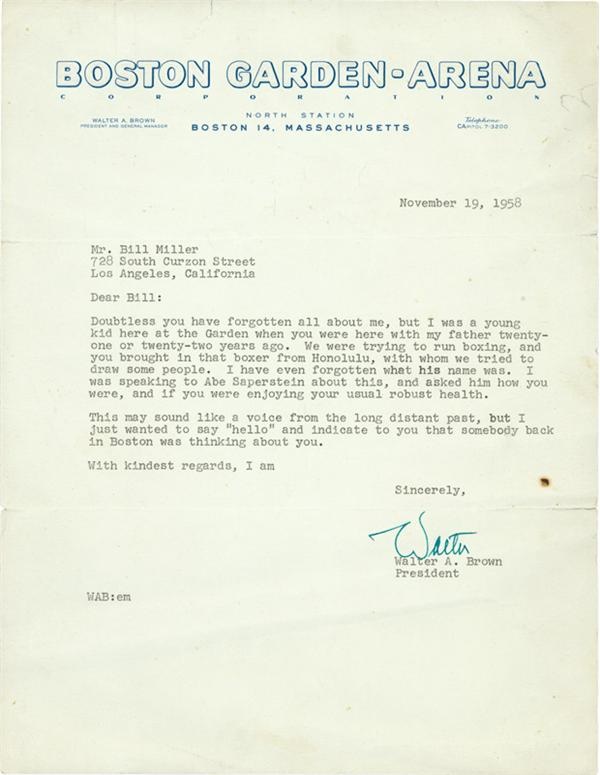 BOSTON GARDEN-ARENA
CORPORATION
WALTER A. BROWN
PRESIDENT AND GENERAL MANAGER
NORTH STATION
BOSTON 14, MASSACHUSETTS
Telephone
CApitol 7-3200
November 19, 1958
Mr. Bill Miller
728 South Curzon Street
Los Angeles, California
Dear Bill:
Doubtless you have forgotten all about me, but I was a young
kid here at the Garden when you were here with my father twenty-
one or twenty-two years ago. We were trying to run boxing, and
you brought in that boxer from Honolulu, with whom we tried to
draw some people. I have even forgotten what his name was. I
was speaking to Abe Saperstein about this, and asked him how you
were, and if you were enjoying your usual robust health.
This may sound like a voice from the long distant past, but I
just wanted to say "hello" and indicate to you that somebody back
in Boston was thinking about you.
With kindest regards, I am
Sincerely,
Walter
Walter A. Brown
President
WAB:em